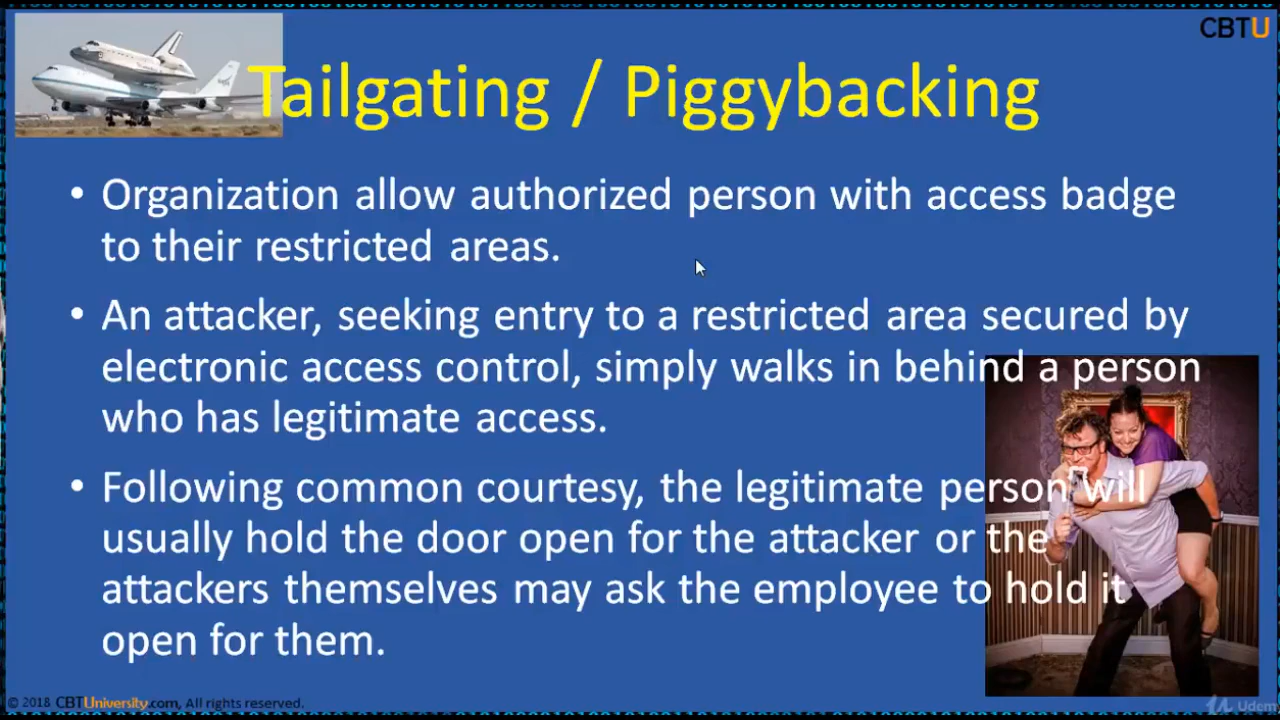 CBTU
Tailgating / Piggybacking
• Organization allow authorized person with access badge
to their restricted areas.
• An attacker, seeking entry to a restricted area secured by
electronic access control, simply walks in behind a person
who has legitimate access.
• Following common courtesy, the legitimate person will
usually hold the door open for the attacker or the
attackers themselves may ask the employee to hold it
open for them.
© 2018 CBTUniversity.com, All rights reserved.